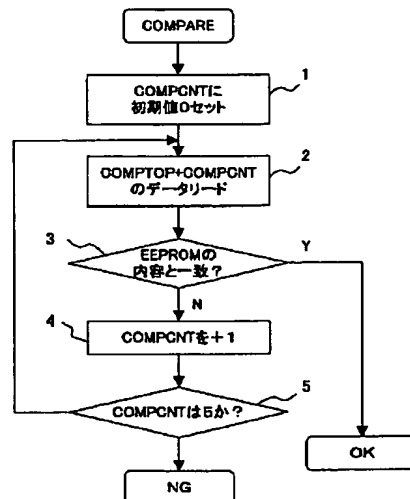 COMPARE
1
COMPCNTに
初期値0セット
2
COMPTOP+COMPCNT
のデータリード
3
EEPROMの
内容と一致?
Y
N
4
COMPCNTを+1
5
COMPCNTは5か?
OK
NG